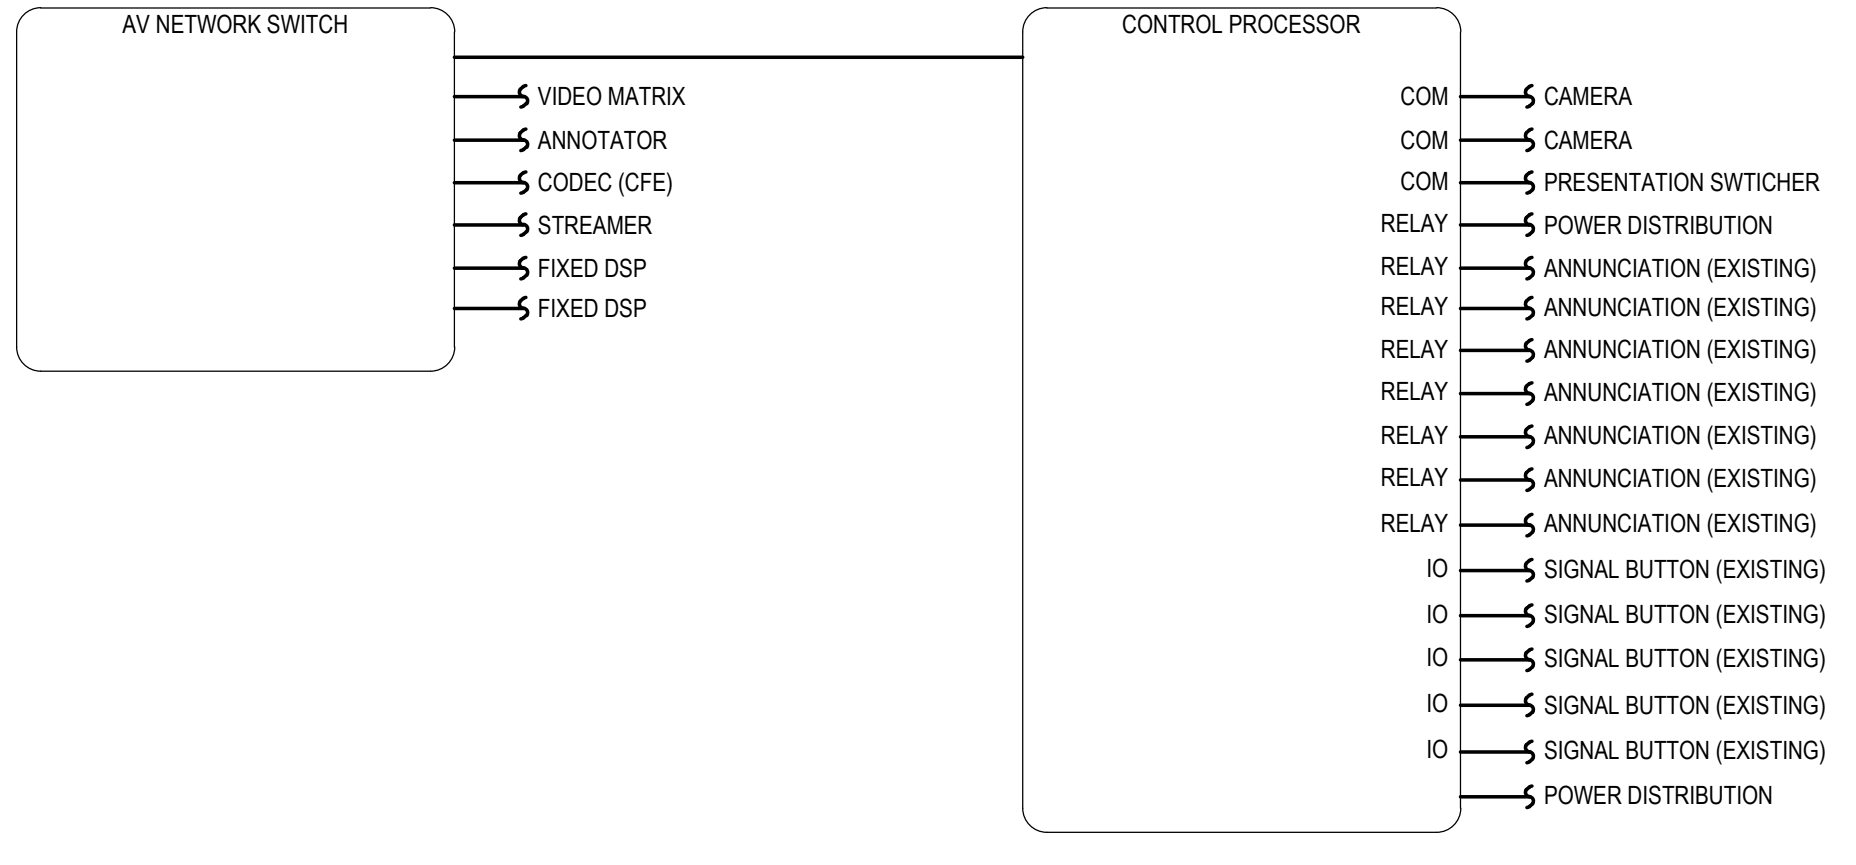 AV NETWORK SWITCH
VIDEO MATRIX
ANNOTATOR
CODEC (CFE)
STREAMER
FIXED DSP
FIXED DSP
CONTROL PROCESSOR
COM CAMERA
COM CAMERA
COM PRESENTATION SWTICHER
RELAY POWER DISTRIBUTION
RELAY ANNUNCIATION (EXISTING)
RELAY ANNUNCIATION (EXISTING)
RELAY ANNUNCIATION (EXISTING)
RELAY ANNUNCIATION (EXISTING)
RELAY ANNUNCIATION (EXISTING)
RELAY ANNUNCIATION (EXISTING)
RELAY ANNUNCIATION (EXISTING)
IO SIGNAL BUTTON (EXISTING)
IO SIGNAL BUTTON (EXISTING)
IO SIGNAL BUTTON (EXISTING)
IO SIGNAL BUTTON (EXISTING)
IO SIGNAL BUTTON (EXISTING)
POWER DISTRIBUTION